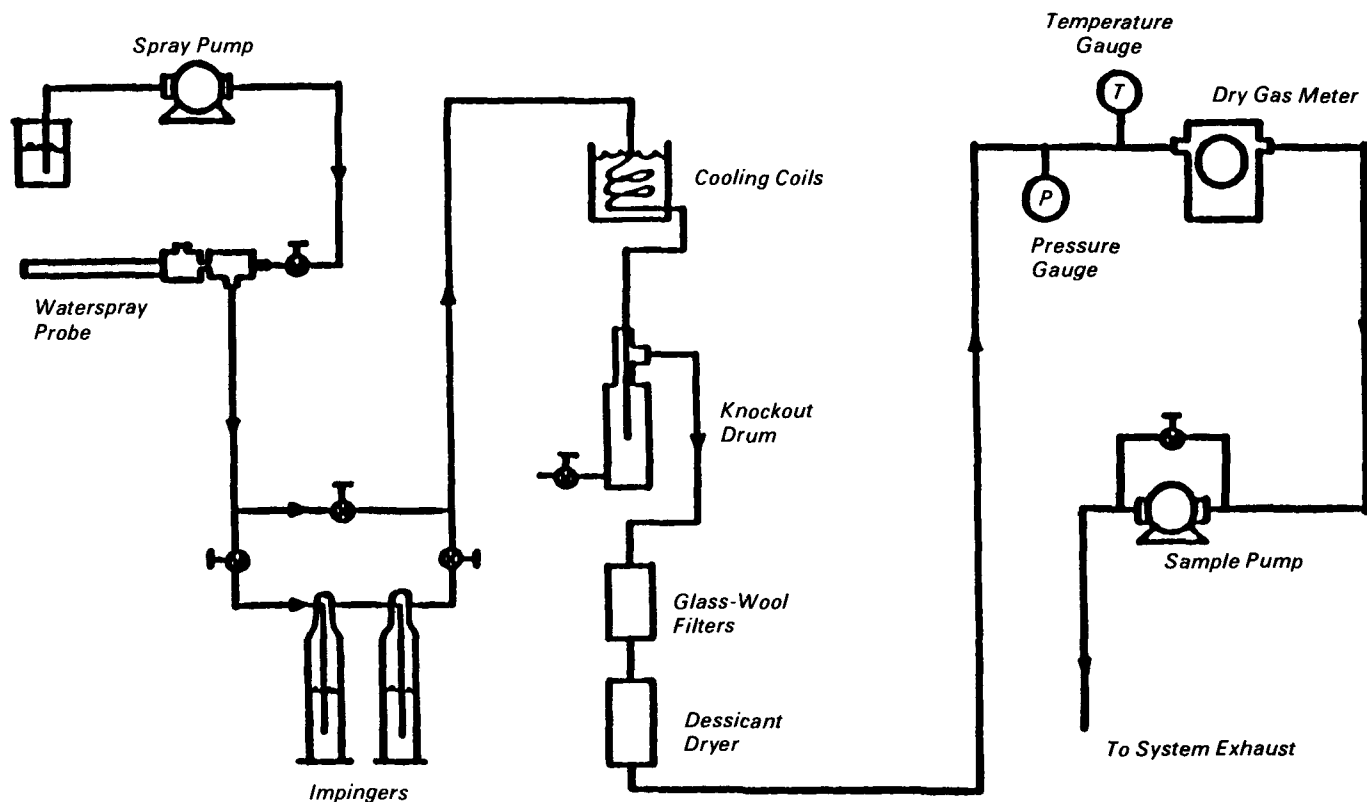 Spray Pump
Waterspray
Probe
Impingers
Cooling Coils
Knockout
Drum
Glass-Wool
Filters
Dessicant
Dryer
Temperature
Gauge
T
Dry Gas Meter
P
Pressure
Gauge
Sample Pump
To System Exhaust